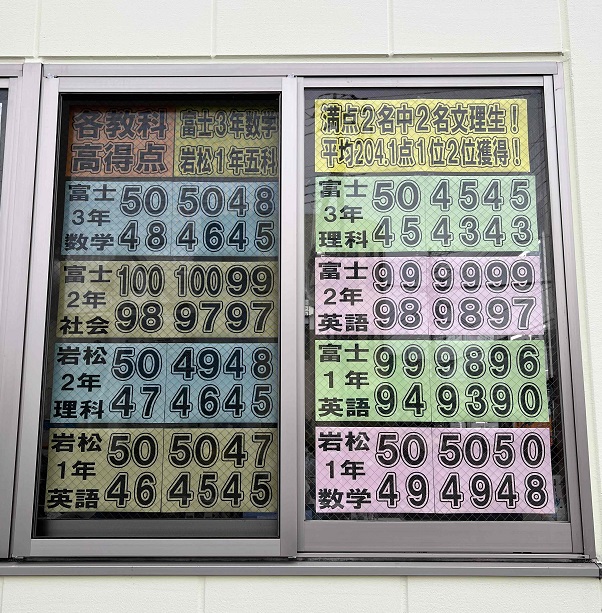 各教科 富士3年数学
高得点 岩松1年五科
富士 50 50 48
3年
数学 48 46 45
富士 100 100 99
2年
社会 98 97 97
岩松 50 49 48
2年
理科 47 46 45
岩松 50 50 47
1年
英語 46 45 45
満点2名中2名文理生!
平均204.1点1位2位獲得!
富士 50 45 45
3年
理科 45 43 43
富士 99 99 99
2年
英語 98 98 97
富士 99 98 96
1年
英語 94 93 90
岩松 50 50 50
1年
数学 49 49 48